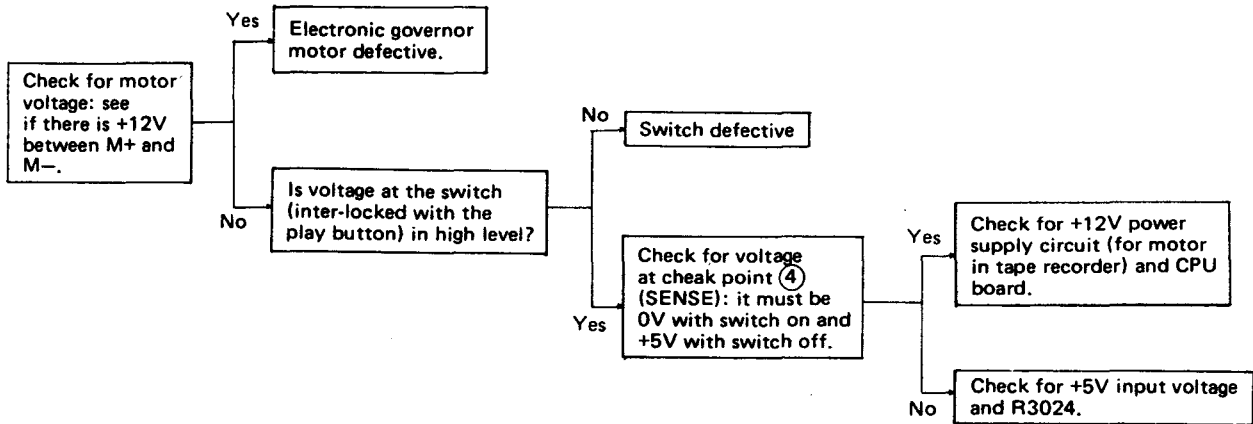 Yes
Electronic governor
motor defective.
Check for motor
voltage: see
if there is +12V
between M+ and
M−.
No
Is voltage at the switch
(inter-locked with the
play button) in high level?
No
Switch defective
Yes
Check for voltage
at cheak point ④
(SENSE): it must be
0V with switch on and
+5V with switch off.
Yes
Check for +12V power
supply circuit (for motor
in tape recorder) and CPU
board.
No
Check for +5V input voltage
and R3024.